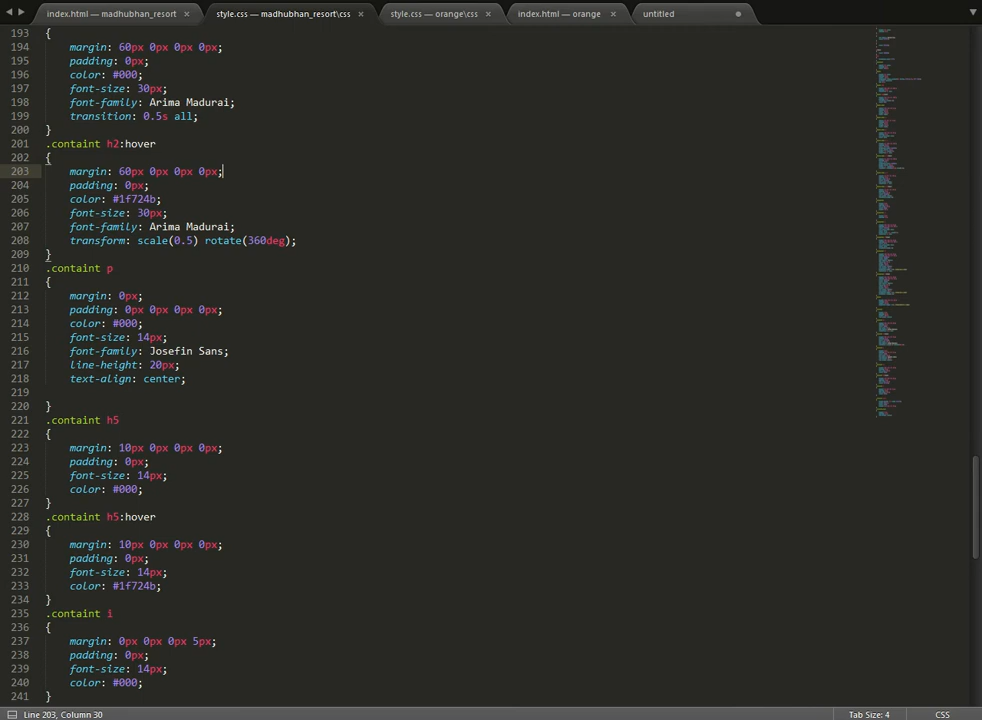 index.html — madhubhan_resort × style.css — madhubhan_resort\css × style.css — orange\css × index.html — orange × untitled
193 {
194 margin: 60px 0px 0px 0px;
195 padding: 0px;
196 color: #000;
197 font-size: 30px;
198 font-family: Arima Madurai;
199 transition: 0.5s all;
200 }
201 .containt h2:hover
202 {
203 margin: 60px 0px 0px 0px;
204 padding: 0px;
205 color: #1f724b;
206 font-size: 30px;
207 font-family: Arima Madurai;
208 transform: scale(0.5) rotate(360deg);
209 }
210 .containt p
211 {
212 margin: 0px;
213 padding: 0px 0px 0px 0px;
214 color: #000;
215 font-size: 14px;
216 font-family: Josefin Sans;
217 line-height: 20px;
218 text-align: center;
219
220 }
221 .containt h5
222 {
223 margin: 10px 0px 0px 0px;
224 padding: 0px;
225 font-size: 14px;
226 color: #000;
227 }
228 .containt h5:hover
229 {
230 margin: 10px 0px 0px 0px;
231 padding: 0px;
232 font-size: 14px;
233 color: #1f724b;
234 }
235 .containt i
236 {
237 margin: 0px 0px 0px 5px;
238 padding: 0px;
239 font-size: 14px;
240 color: #000;
241 }
Line 203, Column 30 Tab Size: 4 CSS